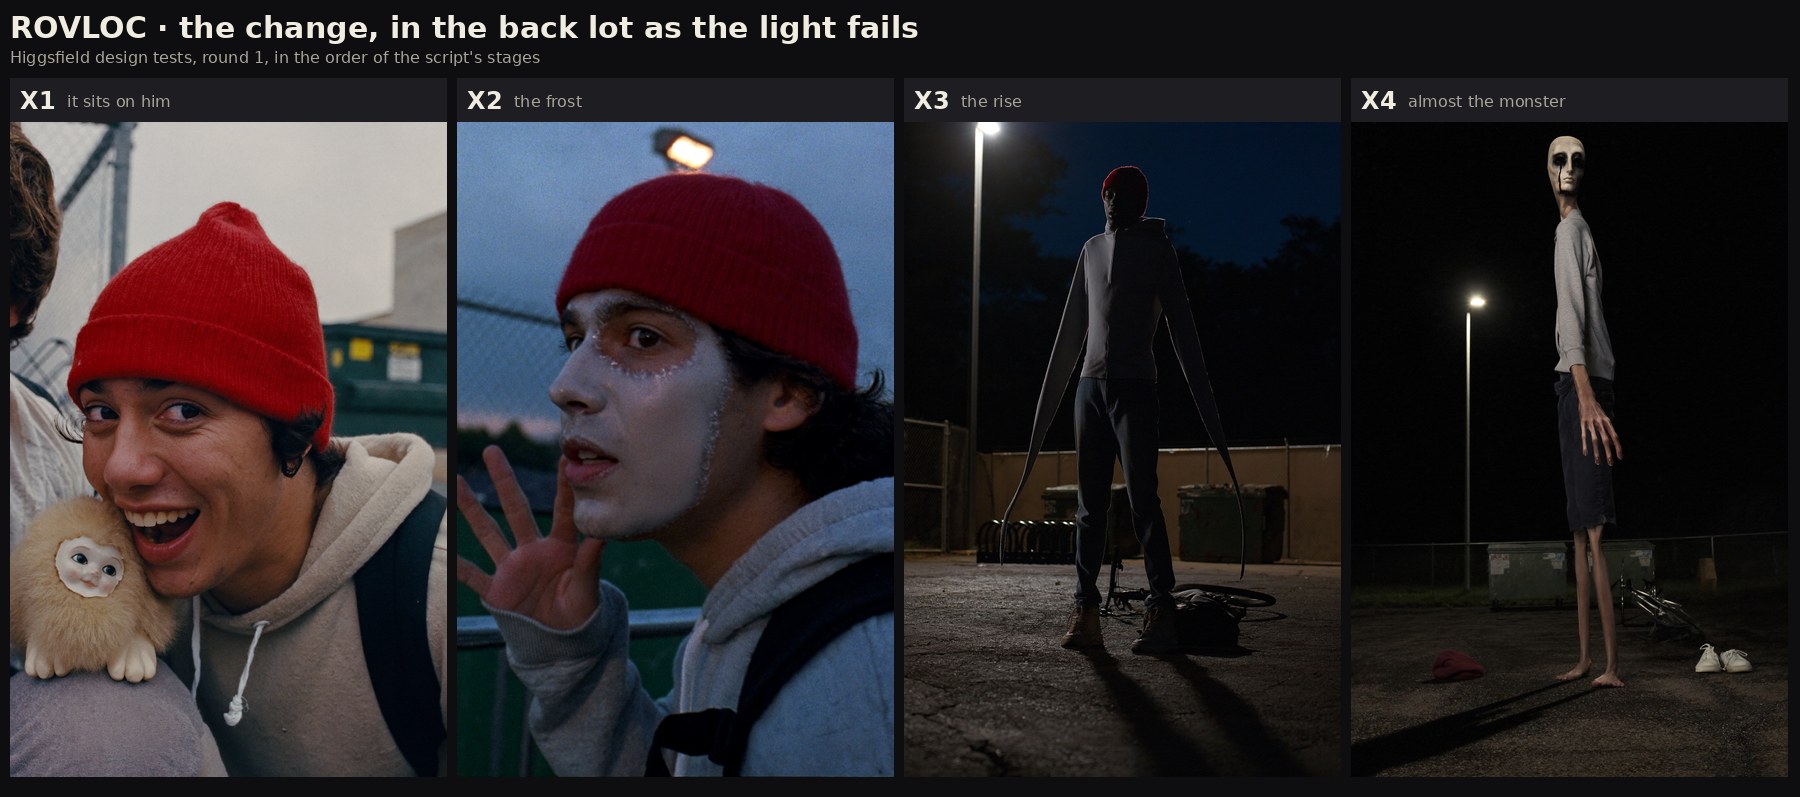 ROVLOC · the change, in the back lot as the light fails
Higgsfield design tests, round 1, in the order of the script's stages
X1 it sits on him
X2 the frost
X3 the rise
X4 almost the monster